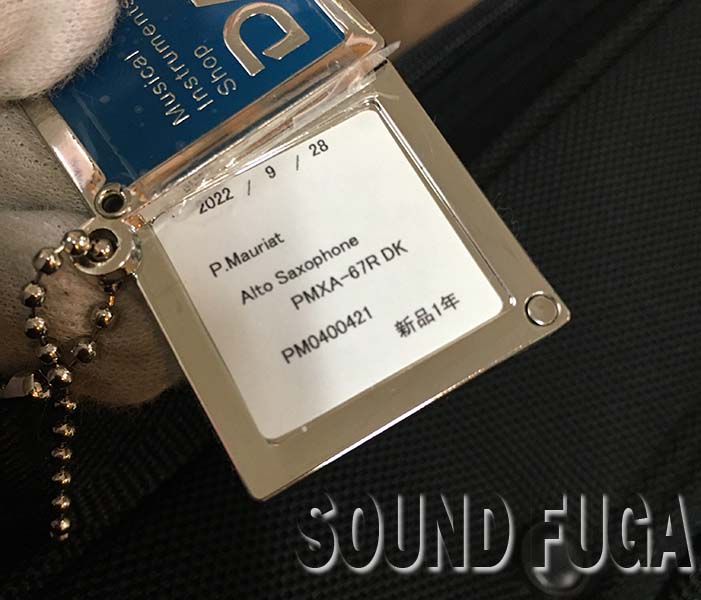 Musical
Instruments
Shop
2022 / 9 / 28
P.Mauriat
Alto Saxophone
PMXA-67R DK
PM0400421 新品1年
SOUND FUGA